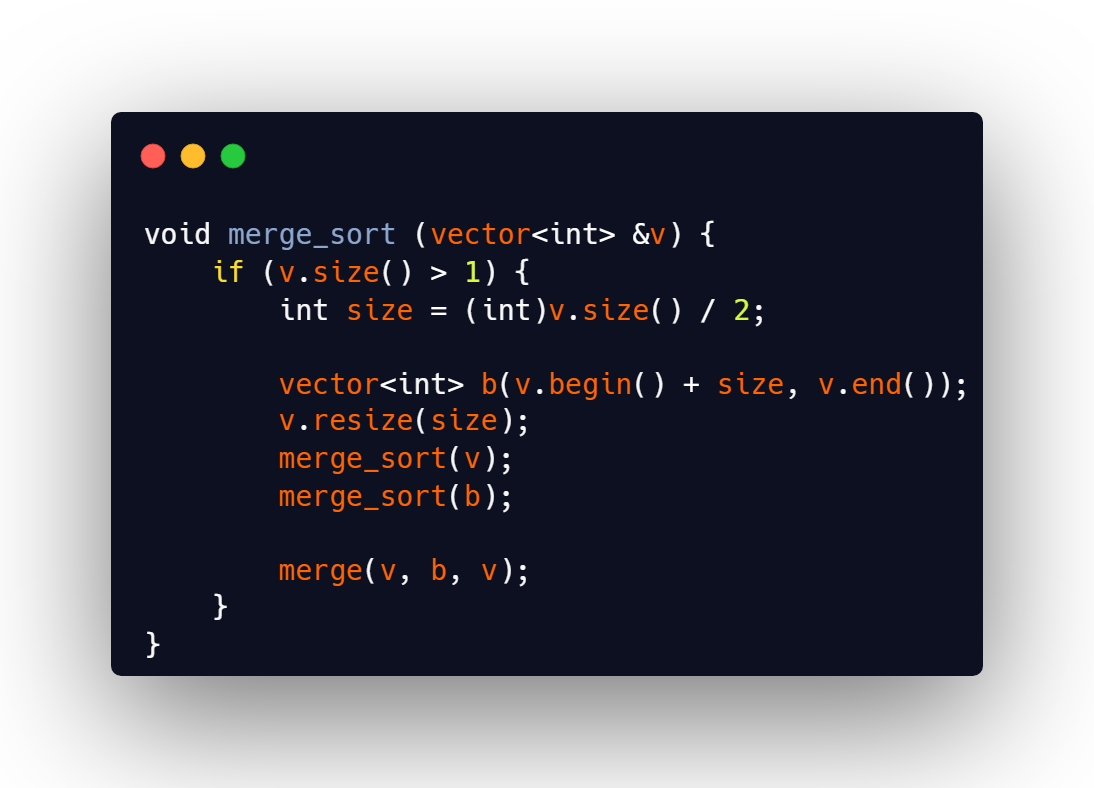 void merge_sort (vector<int> &v) {
    if (v.size() > 1) {
        int size = (int)v.size() / 2;

        vector<int> b(v.begin() + size, v.end());
        v.resize(size);
        merge_sort(v);
        merge_sort(b);

        merge(v, b, v);
    }
}